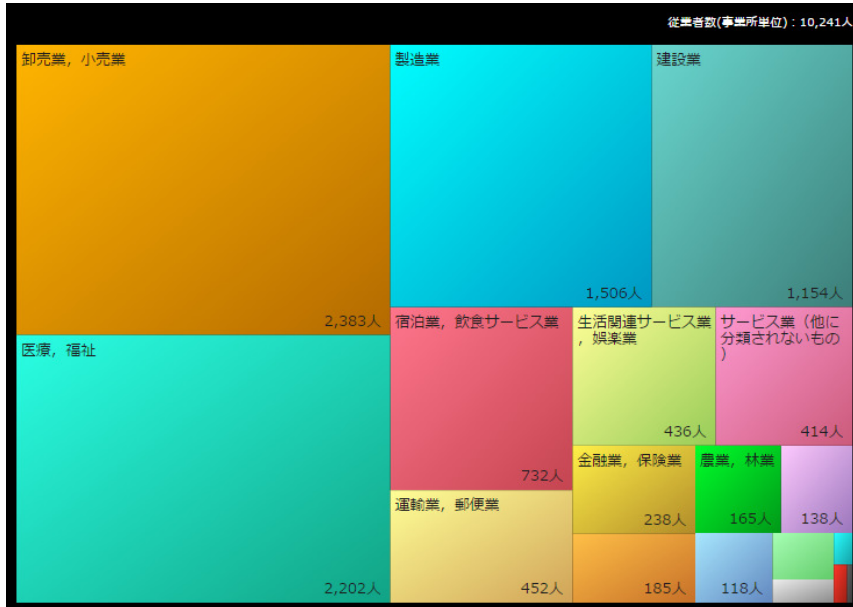 従業者数(事業所単位)：10,241人
卸売業，小売業
2,383人
医療，福祉
2,202人
製造業
1,506人
建設業
1,154人
宿泊業，飲食サービス業
732人
運輸業，郵便業
452人
生活関連サービス業
，娯楽業
436人
サービス業（他に
分類されないもの
）
414人
金融業，保険業
238人
農業，林業
165人
138人
185人
118人